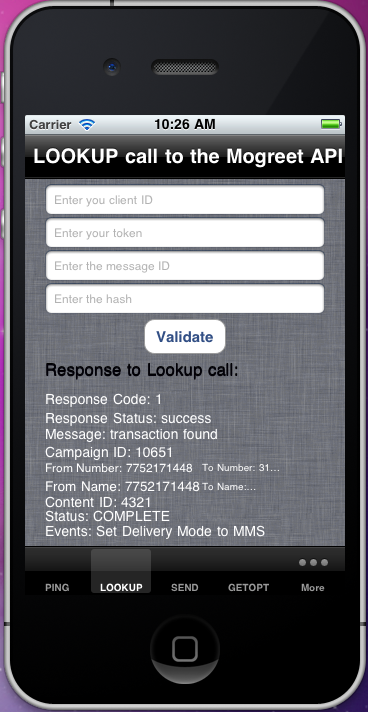 Carrier 10:26 AM
LOOKUP call to the Mogreet API
Enter you client ID
Enter your token
Enter the message ID
Enter the hash
Validate
Response to Lookup call:
Response Code: 1
Response Status: success
Message: transaction found
Campaign ID: 10651
From Number: 7752171448 To Number: 31...
From Name: 7752171448 To Name:...
Content ID: 4321
Status: COMPLETE
Events: Set Delivery Mode to MMS
PING LOOKUP SEND GETOPT More